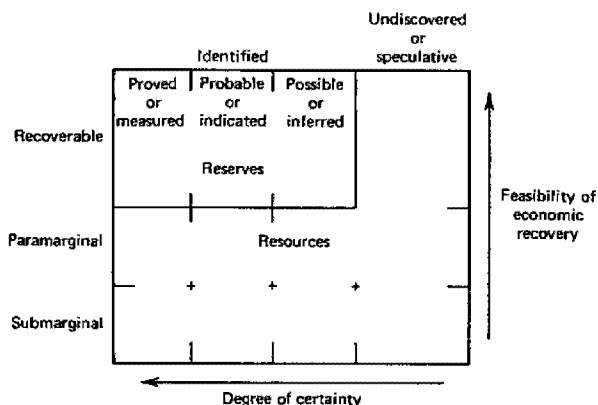 Undiscovered
or
speculative
Identified
Proved
or
measured
Probable
or
indicated
Possible
or
inferred
Recoverable
Reserves
Feasibility of
economic
recovery
Paramarginal
Resources
Submarginal
Degree of certainty